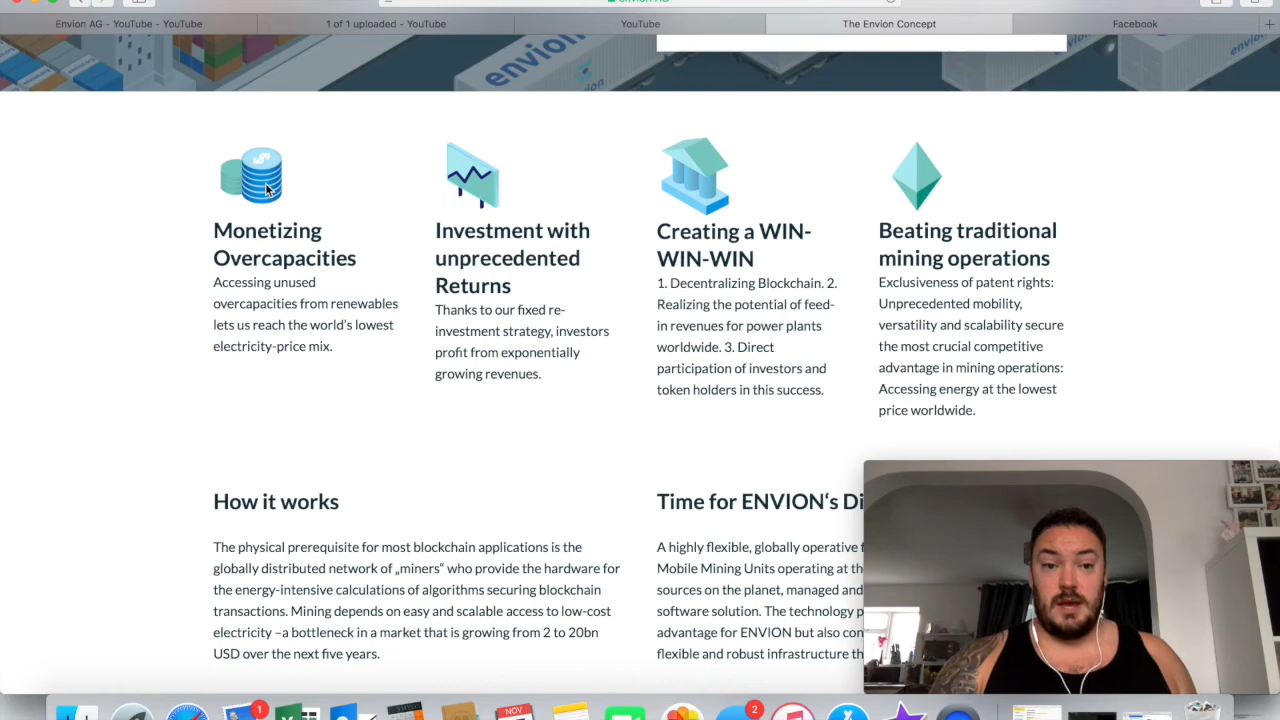 envion AG
Envion AG - YouTube - YouTube
1 of 1 uploaded - YouTube
YouTube
The Envion Concept
Facebook
envion
Monetizing
Overcapacities
Accessing unused
overcapacities from renewables
lets us reach the world's lowest
electricity-price mix.
Investment with
unprecedented
Returns
Thanks to our fixed re-
investment strategy, investors
profit from exponentially
growing revenues.
Creating a WIN-
WIN-WIN
1. Decentralizing Blockchain. 2.
Realizing the potential of feed-
in revenues for power plants
worldwide. 3. Direct
participation of investors and
token holders in this success.
Beating traditional
mining operations
Exclusiveness of patent rights:
Unprecedented mobility,
versatility and scalability secure
the most crucial competitive
advantage in mining operations:
Accessing energy at the lowest
price worldwide.
How it works
The physical prerequisite for most blockchain applications is the
globally distributed network of „miners“ who provide the hardware for
the energy-intensive calculations of algorithms securing blockchain
transactions. Mining depends on easy and scalable access to low-cost
electricity –a bottleneck in a market that is growing from 2 to 20bn
USD over the next five years.
Time for ENVION‘s Di
A highly flexible, globally operative f
Mobile Mining Units operating at the
sources on the planet, managed and
software solution. The technology p
advantage for ENVION but also con
flexible and robust infrastructure th
1
NOV
2